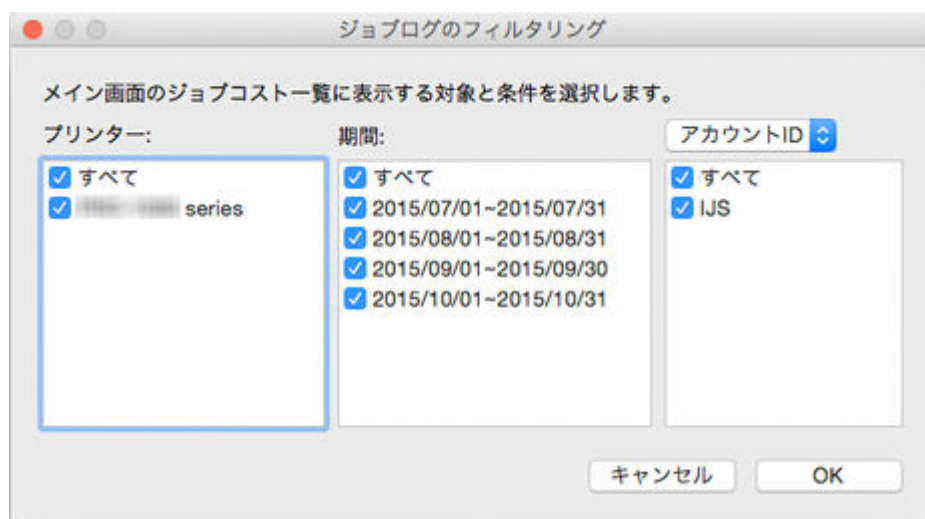 ジョブログのフィルタリング
メイン画面のジョブコスト一覧に表示する対象と条件を選択します。
プリンター:
すべて
series
期間:
すべて
2015/07/01~2015/07/31
2015/08/01~2015/08/31
2015/09/01~2015/09/30
2015/10/01~2015/10/31
アカウントID
すべて
IJS
キャンセル
OK